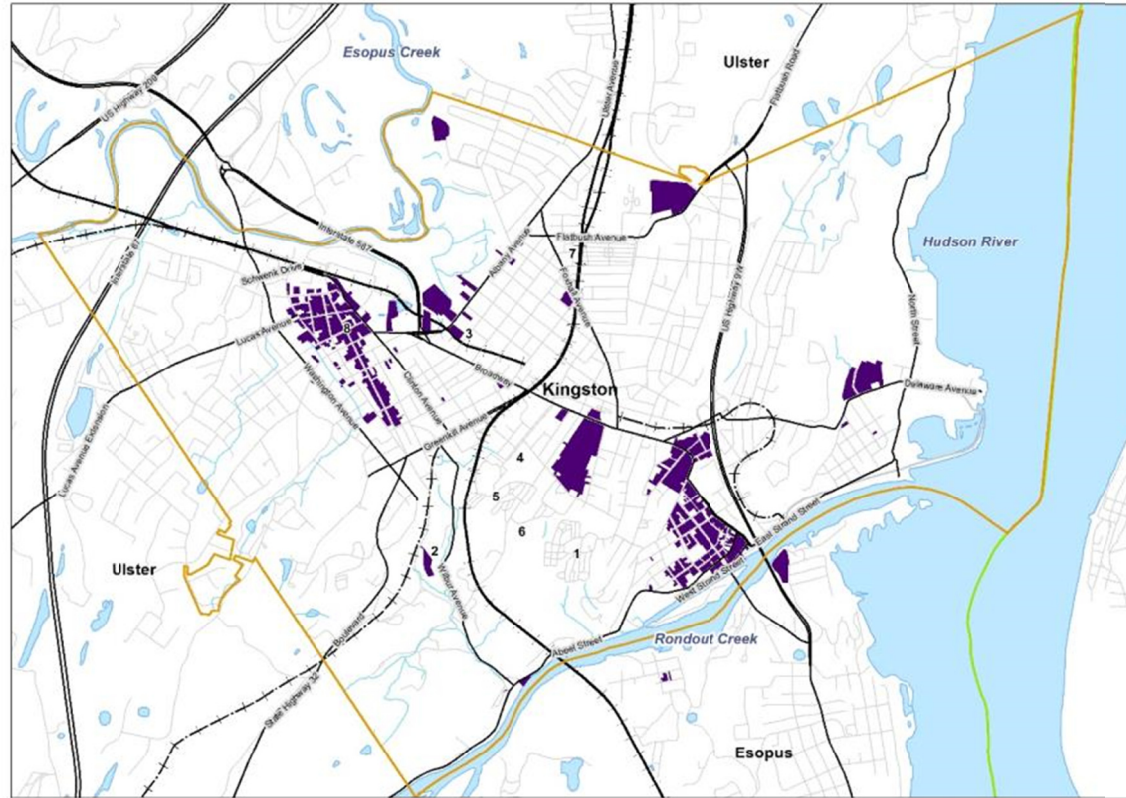 Esopus Creek
Ulster
US Highway 209
Ulster Avenue
Flatbush Road
Interstate 587
Interstate 87
Albany Avenue
Flatbush Avenue
7
Hudson River
Schwenk Drive
Foxhall Avenue
US Highway 9W
North Street
Lucas Avenue
8
3
Broadway
Kingston
Delaware Avenue
Washington Avenue
Clinton Avenue
Greenkill Avenue
Lucas Avenue Extension
4
5
6
1
2
East Strand Street
Ulster
Wilbur Avenue
West Strand Street
Boulevard
Abeel Street
Rondout Creek
State Highway 32
Esopus